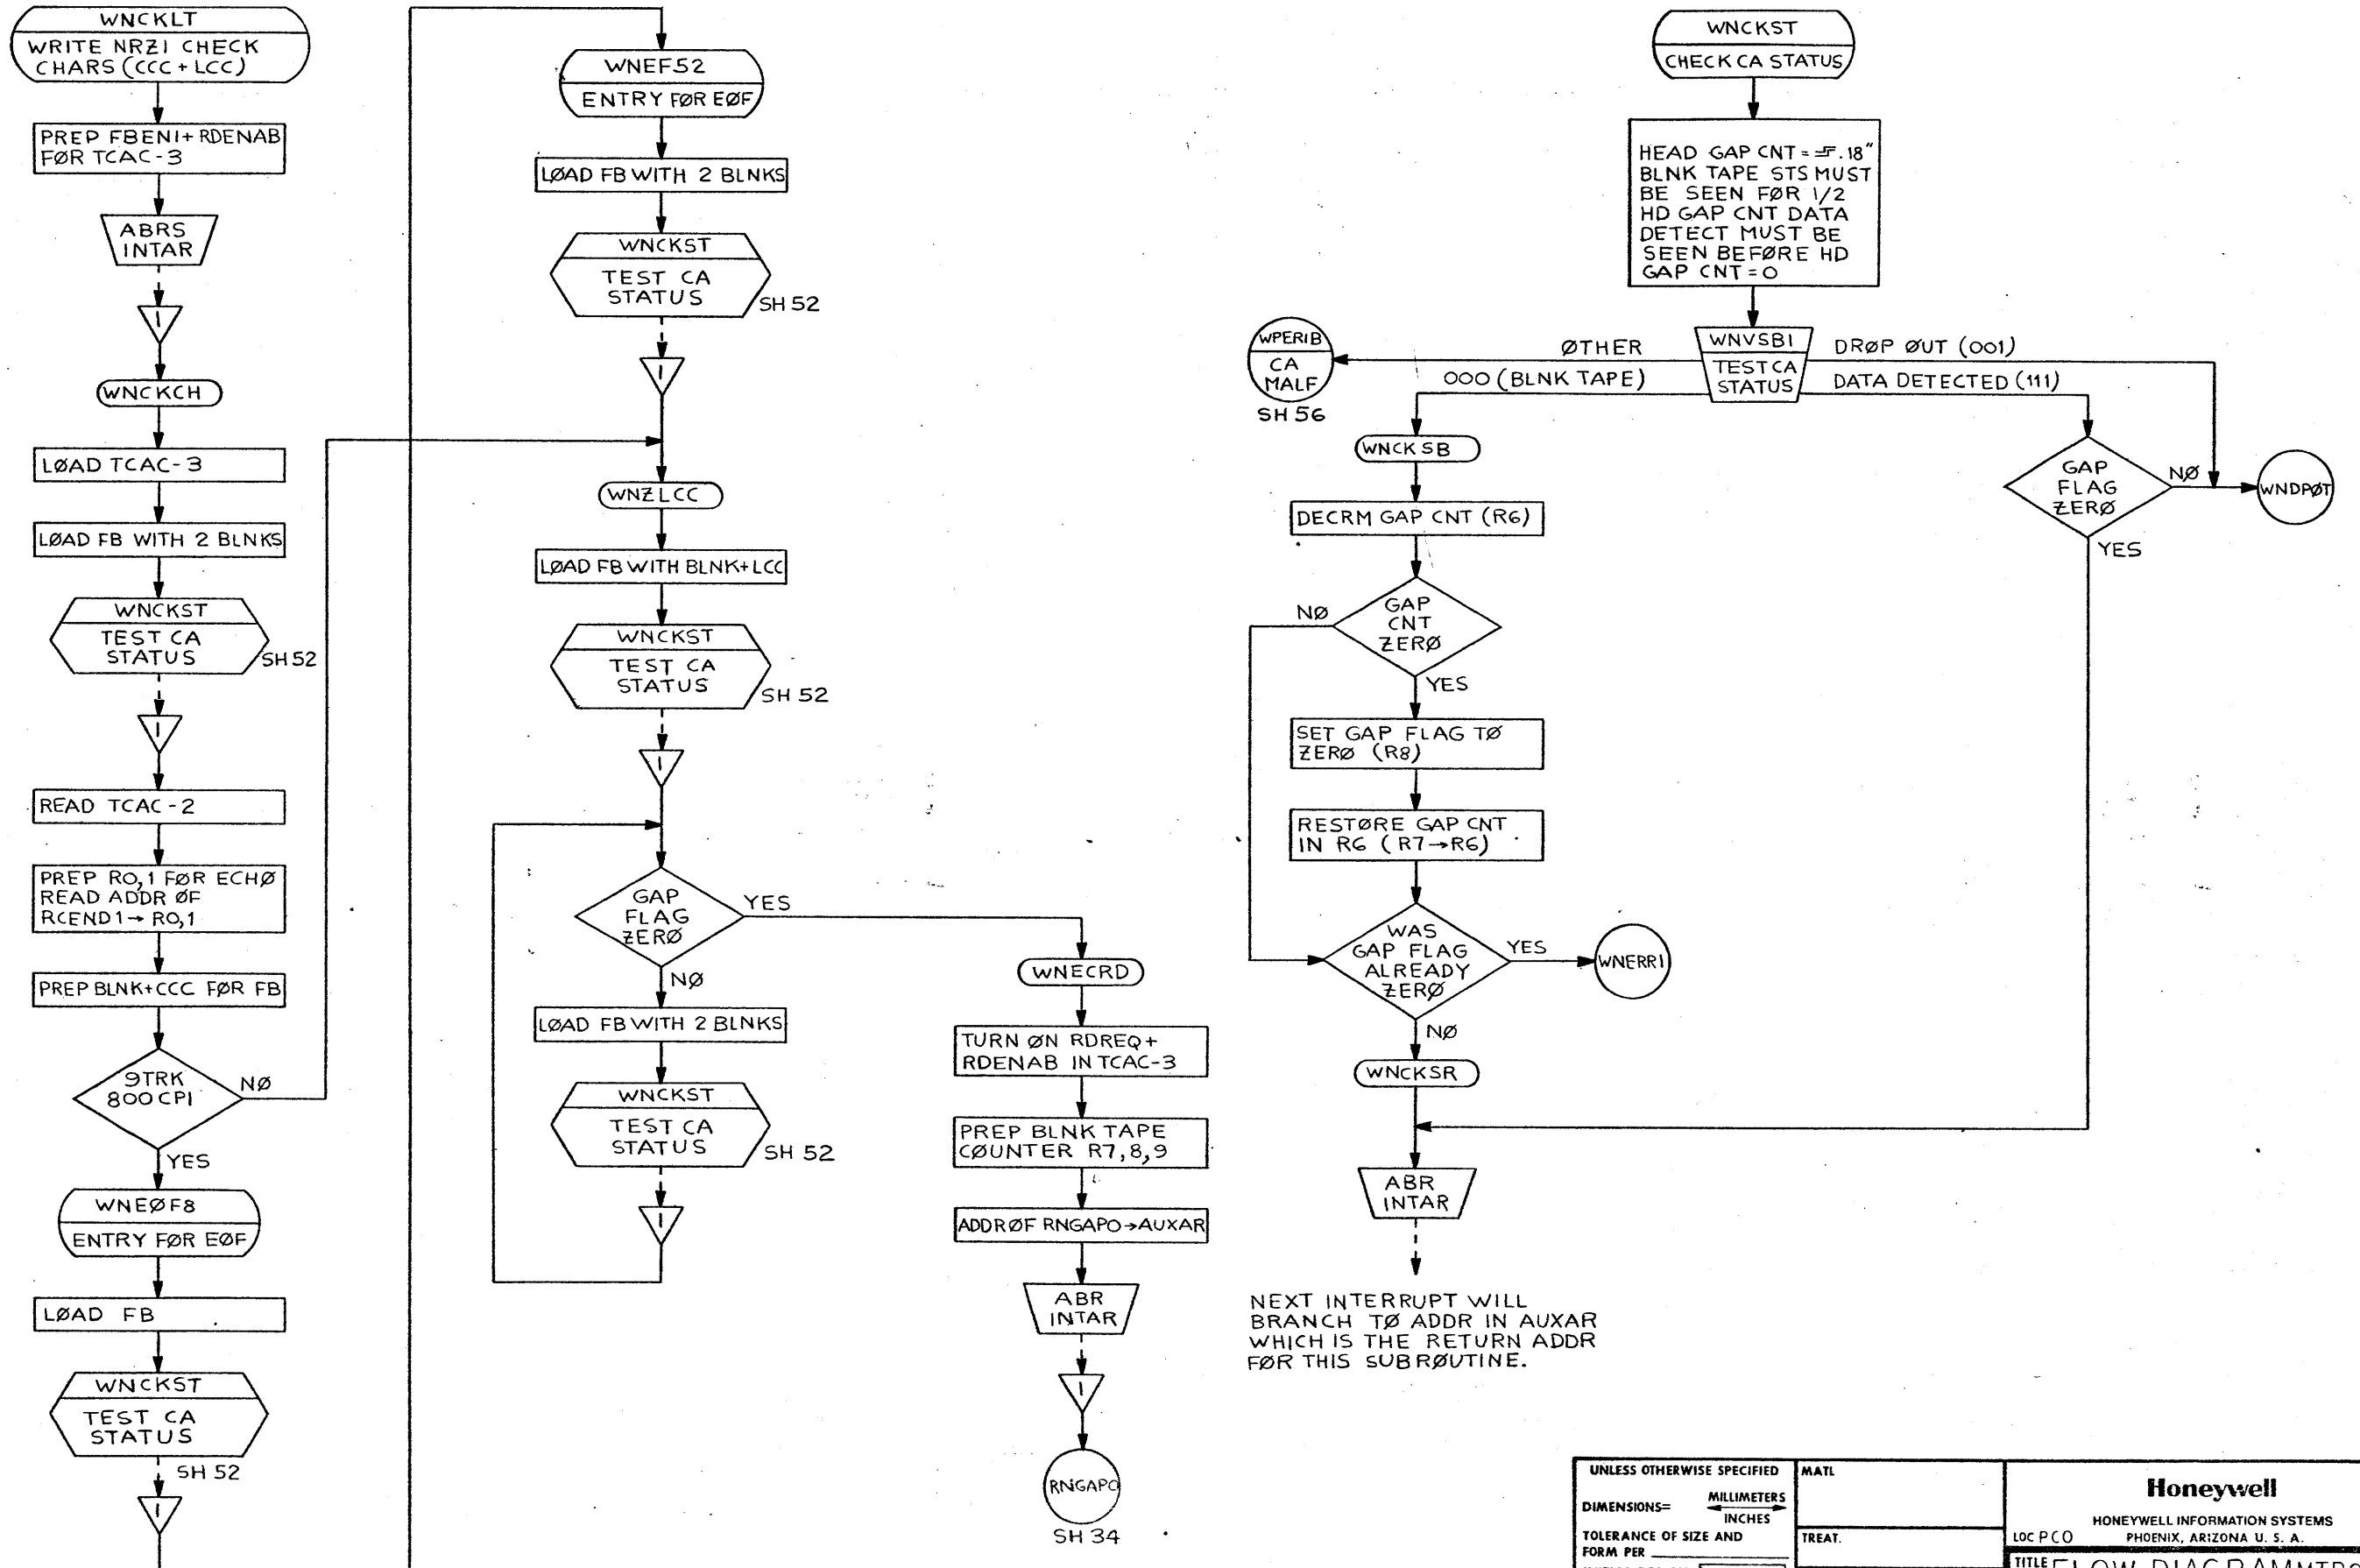 WNCKLT
WRITE NRZI CHECK
CHARS (CCC + LCC)
PREP FBENI+RDENAB
FØR TCAC-3
ABRS
INTAR
1
WNCKCH
LØAD TCAC-3
LØAD FB WITH 2 BLNKS
WNCKST
TEST CA
STATUS
SH 52
1
READ TCAC-2
PREP RO,1 FØR ECHØ
READ ADDR ØF
RCEND1→RO,1
PREP BLNK+CCC FØR FB
9TRK
800 CPI
NØ
YES
WNEØF8
ENTRY FØR EØF
LØAD FB
WNCKST
TEST CA
STATUS
SH 52
1
WNEF52
ENTRY FØR EØF
LØAD FB WITH 2 BLNKS
WNCKST
TEST CA
STATUS
SH 52
1
WNZLCC
LØAD FB WITH BLNK+LCC
WNCKST
TEST CA
STATUS
SH 52
1
GAP
FLAG
ZERØ
YES
NØ
LØAD FB WITH 2 BLNKS
WNCKST
TEST CA
STATUS
SH 52
1
WNECRD
TURN ØN RDREQ+
RDENAB IN TCAC-3
PREP BLNK TAPE
CØUNTER R7,8,9
ADDR ØF RNGAPO→AUXAR
ABR
INTAR
1
RNGAPO
SH 34
WNCKST
CHECK CA STATUS
HEAD GAP CNT = .18"
BLNK TAPE STS MUST
BE SEEN FØR 1/2
HD GAP CNT DATA
DETECT MUST BE
SEEN BEFØRE HD
GAP CNT = O
WNVSBI
TEST CA
STATUS
ØTHER
000 (BLNK TAPE)
DRØP ØUT (001)
DATA DETECTED (111)
WPERIB
CA
MALF
SH 56
WNCKSB
DECRM GAP CNT (R6)
GAP
CNT
ZERØ
NØ
YES
SET GAP FLAG TØ
ZERØ (R8)
RESTØRE GAP CNT
IN R6 (R7→R6)
WAS
GAP FLAG
ALREADY
ZERØ
YES
WNERRI
NØ
WNCKSR
ABR
INTAR
GAP
FLAG
ZERØ
NØ
WNDPØT
YES
NEXT INTERRUPT WILL
BRANCH TØ ADDR IN AUXAR
WHICH IS THE RETURN ADDR
FØR THIS SUBRØUTINE.
UNLESS OTHERWISE SPECIFIED
DIMENSIONS= MILLIMETERS
INCHES
TOLERANCE OF SIZE AND
FORM PER
MATL
TREAT.
Honeywell
HONEYWELL INFORMATION SYSTEMS
LOC PCO PHOENIX, ARIZONA U. S. A.
TITLE FLOW DIAGRAM